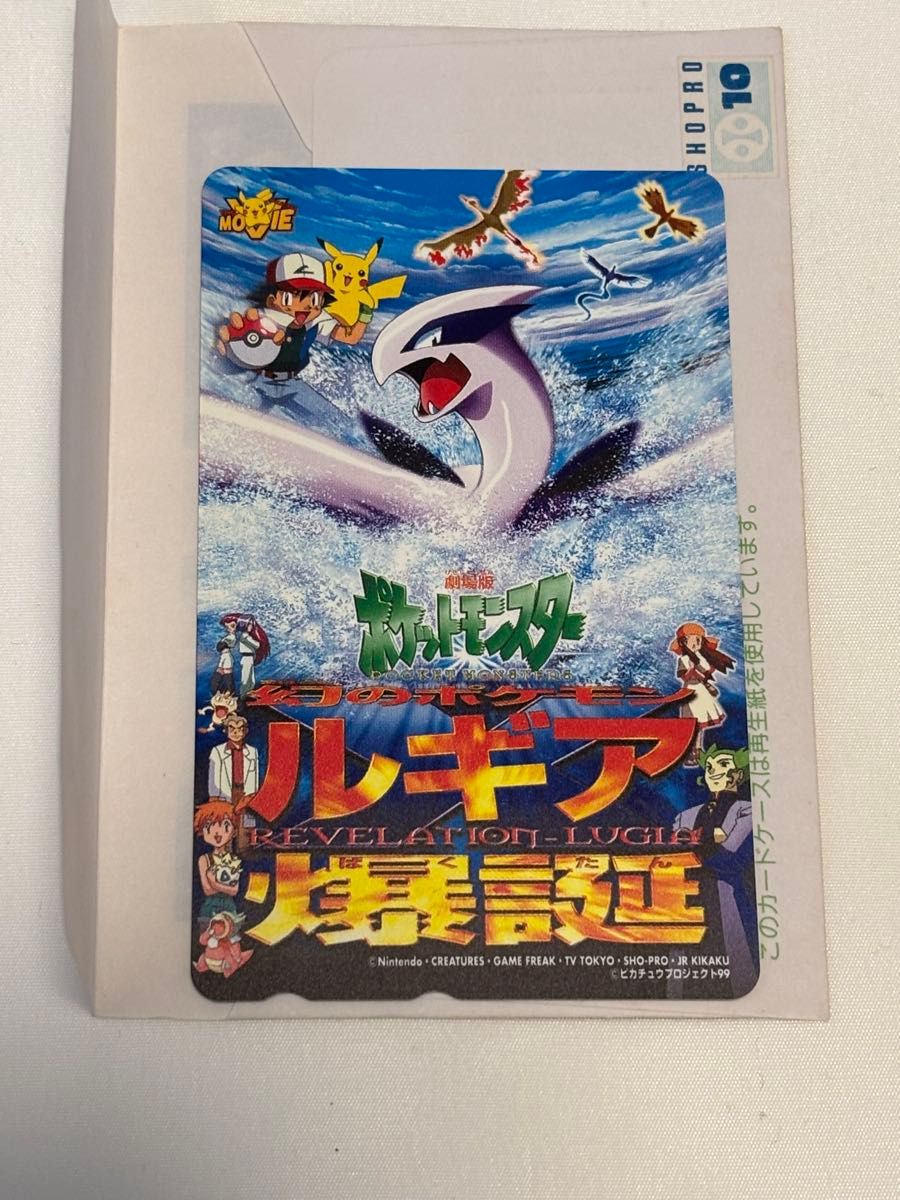 SHOPRO
10
MOVIE
劇場版
ポケットモンスター
POCKET MONSTERS
幻のポケモン
ルギア
REVELATION-LUGIA
ばくたん
爆誕
©Nintendo・CREATURES・GAME FREAK・TV TOKYO・SHO-PRO・JR KIKAKU
©ピカチュウプロジェクト99
このカードケースは再生紙を使用しています。